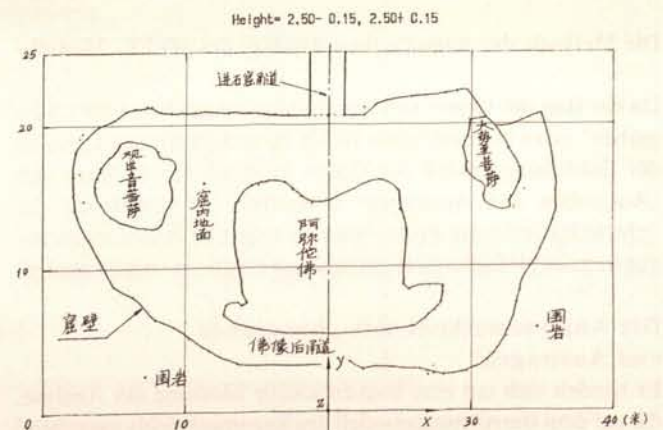 Height= 2.50- 0.15, 2.50+ 0.15
25
进石窟甬道
20
观世音菩萨
大势至菩萨
窟内地面
阿弥陀佛
10
窟壁
围岩
佛像后甬道
围岩
y
z
x
0
10
20
30
40 (米)